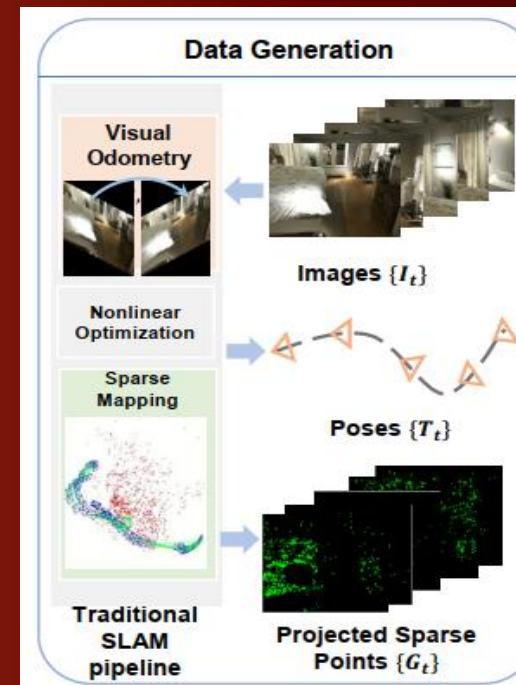 Data Generation
Visual
Odometry
Images {I_t}
Nonlinear
Optimization
Sparse
Mapping
Poses {T_t}
Traditional
SLAM
pipeline
Projected Sparse
Points {G_t}